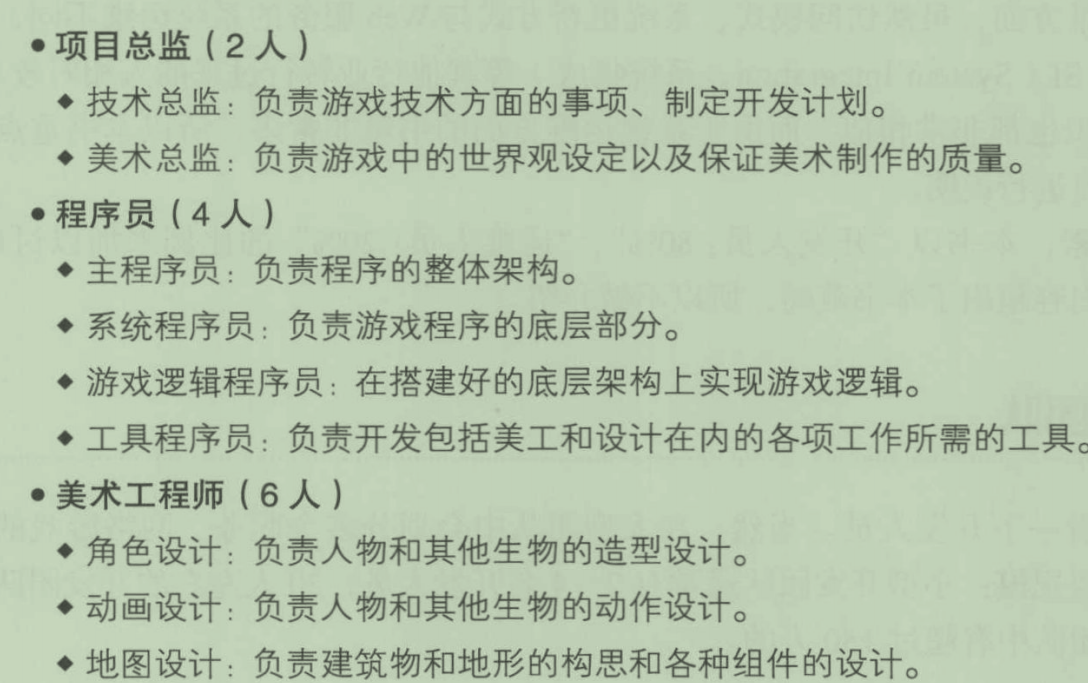 ● 项目总监（2 人）
◆ 技术总监：负责游戏技术方面的事项、制定开发计划。
◆ 美术总监：负责游戏中的世界观设定以及保证美术制作的质量。
● 程序员（4 人）
◆ 主程序员：负责程序的整体架构。
◆ 系统程序员：负责游戏程序的底层部分。
◆ 游戏逻辑程序员：在搭建好的底层架构上实现游戏逻辑。
◆ 工具程序员：负责开发包括美工和设计在内的各项工作所需的工具。
● 美术工程师（6 人）
◆ 角色设计：负责人物和其他生物的造型设计。
◆ 动画设计：负责人物和其他生物的动作设计。
◆ 地图设计：负责建筑物和地形的构思和各种组件的设计。